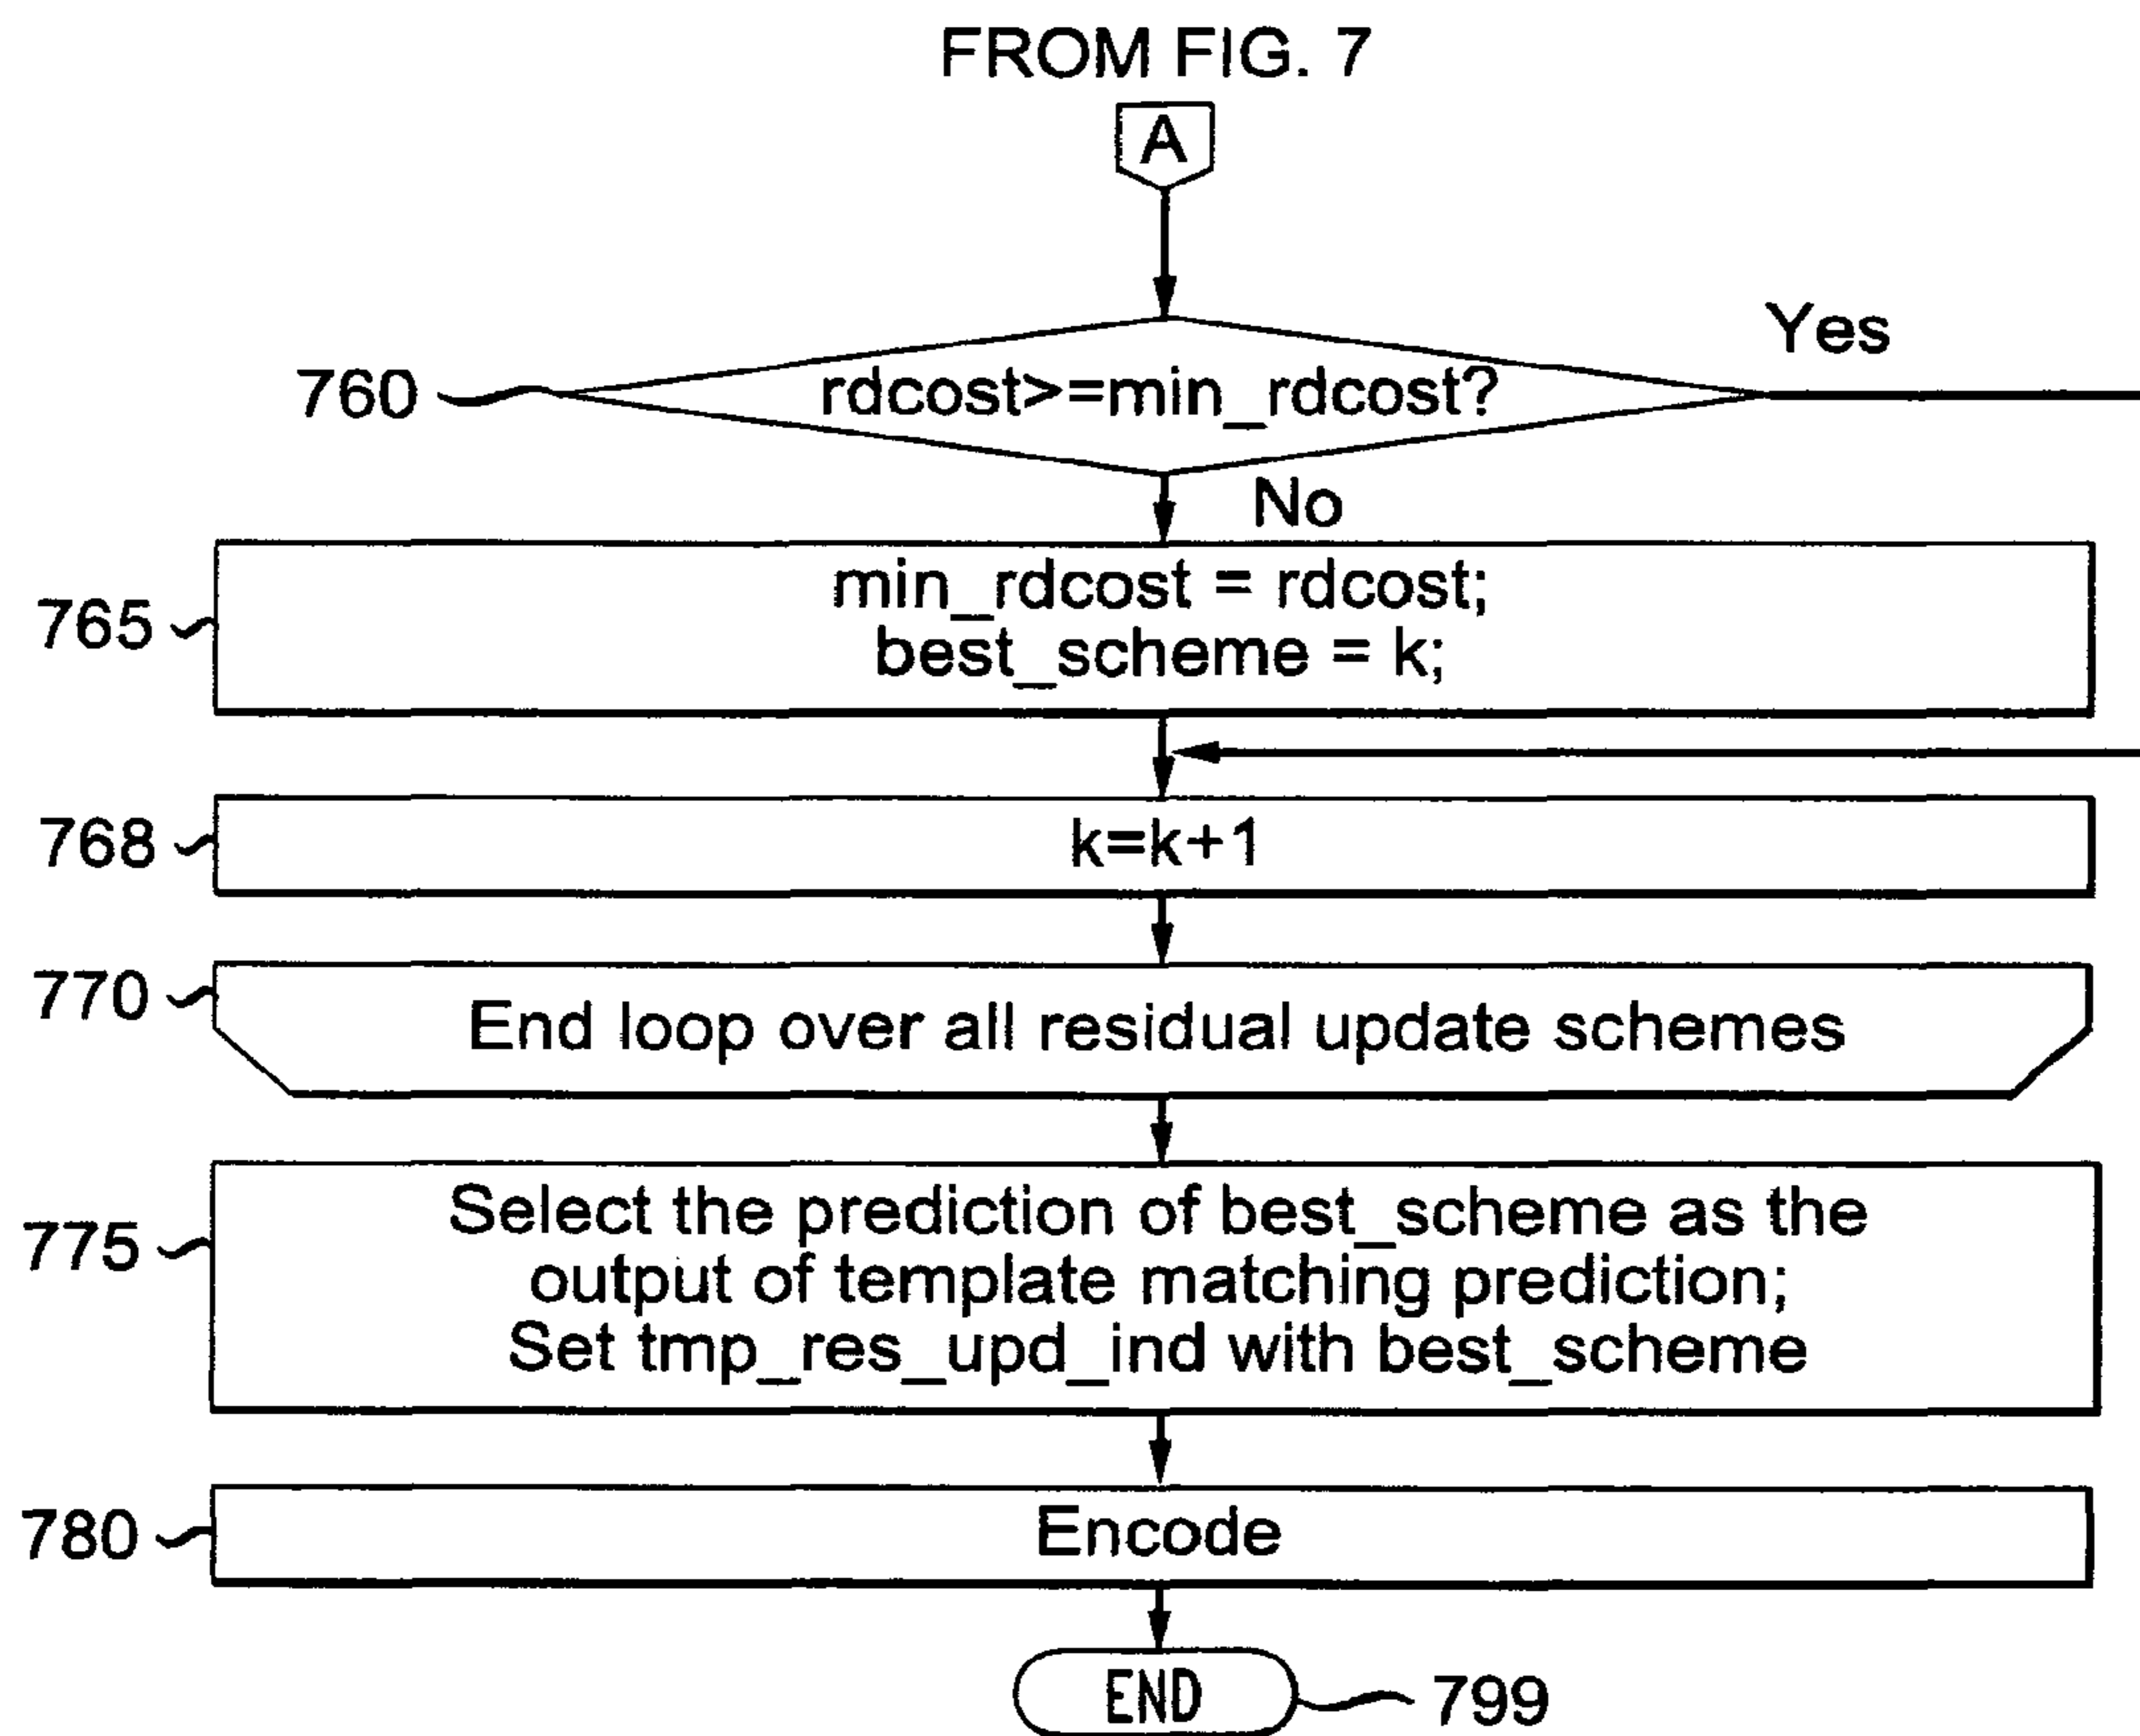 FROM FIG. 7
A
Yes
760
rdcost>=min_rdcost?
No
765
min_rdcost = rdcost;
best_scheme = k;
768
k=k+1
770
End loop over all residual update schemes
775
Select the prediction of best_scheme as the
output of template matching prediction;
Set tmp_res_upd_ind with best_scheme
780
Encode
END
799